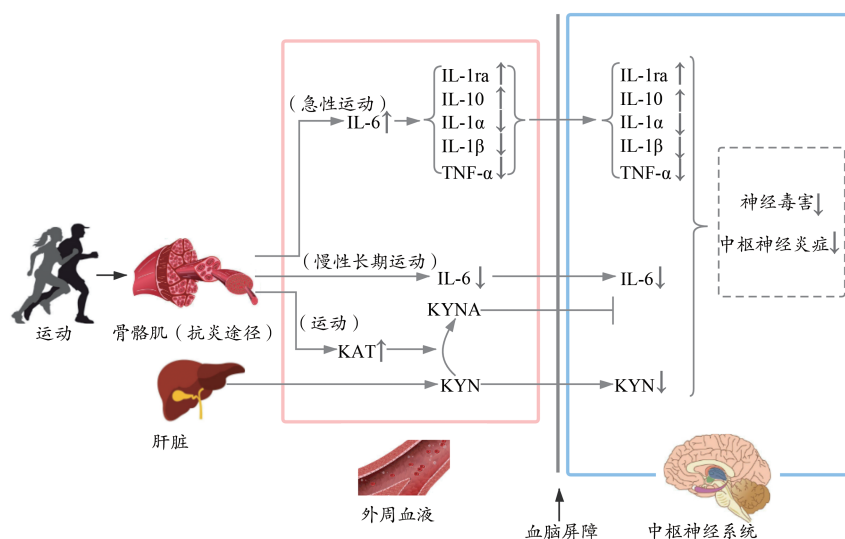 (急性运动)
IL-6↑
IL-1ra↑
IL-10↑
IL-1α↓
IL-1β↓
TNF-α↓
IL-1ra↑
IL-10↑
IL-1α↓
IL-1β↓
TNF-α↓
神经毒害↓
中枢神经炎症↓
(慢性长期运动)
IL-6↓
IL-6↓
KYNA
运动
骨骼肌(抗炎途径)
(运动)
KAT↑
KYN
KYN↓
肝脏
外周血液
血脑屏障
中枢神经系统